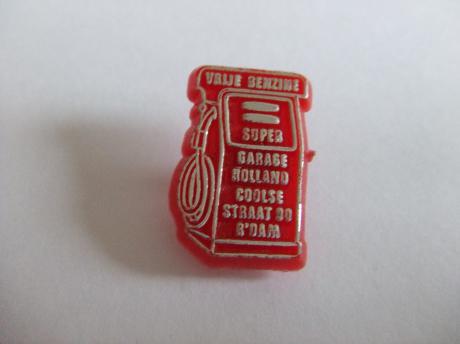 VRIJE BENZINE
SUPER
GARAGE
HOLLAND
COOLSE
STRAAT 90
R'DAM